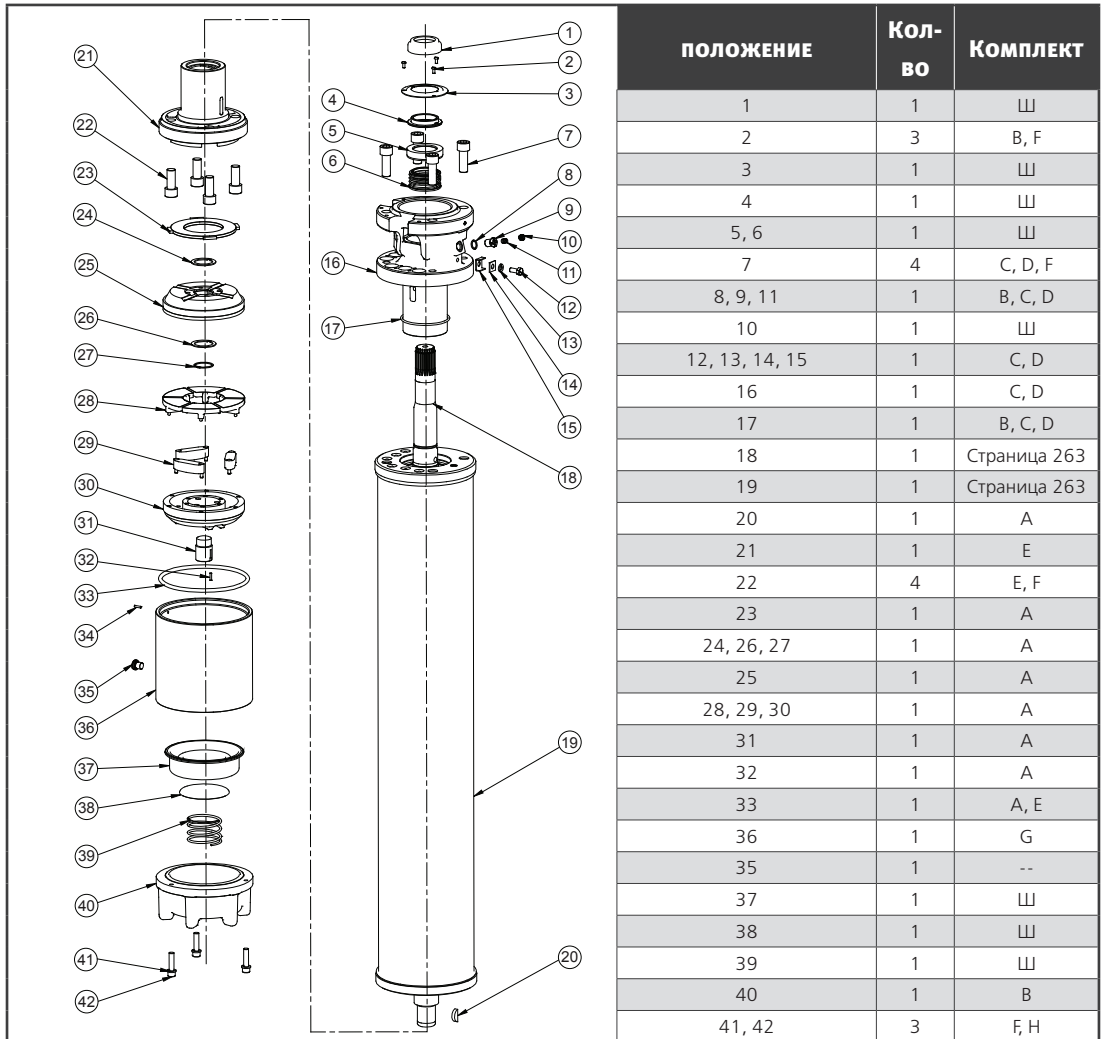 1
2
3
4
5
6
7
8
9
10
11
12
13
14
15
16
17
18
19
20
21
22
23
24
25
26
27
28
29
30
31
32
33
34
35
36
37
38
39
40
41
42
ПОЛОЖЕНИЕ Кол-во Комплект
1 1 Ш
2 3 B, F
3 1 Ш
4 1 Ш
5, 6 1 Ш
7 4 C, D, F
8, 9, 11 1 B, C, D
10 1 Ш
12, 13, 14, 15 1 C, D
16 1 C, D
17 1 B, C, D
18 1 Страница 263
19 1 Страница 263
20 1 A
21 1 E
22 4 E, F
23 1 A
24, 26, 27 1 A
25 1 A
28, 29, 30 1 A
31 1 A
32 1 A
33 1 A, E
36 1 G
35 1 --
37 1 Ш
38 1 Ш
39 1 Ш
40 1 B
41, 42 3 F, H